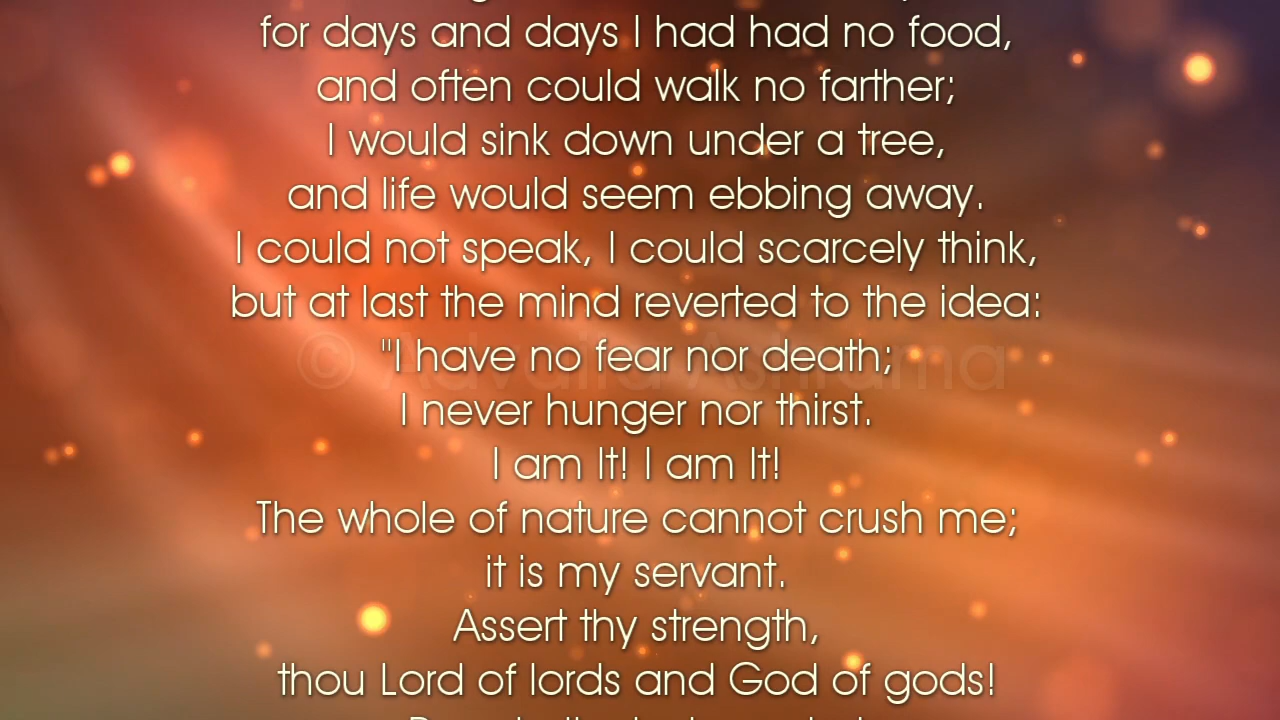 for days and days I had had no food,
and often could walk no farther;
I would sink down under a tree,
and life would seem ebbing away.
I could not speak, I could scarcely think,
but at last the mind reverted to the idea:
"I have no fear nor death;
© Advaita Ashrama
I never hunger nor thirst.
I am It! I am It!
The whole of nature cannot crush me;
it is my servant.
Assert thy strength,
thou Lord of lords and God of gods!